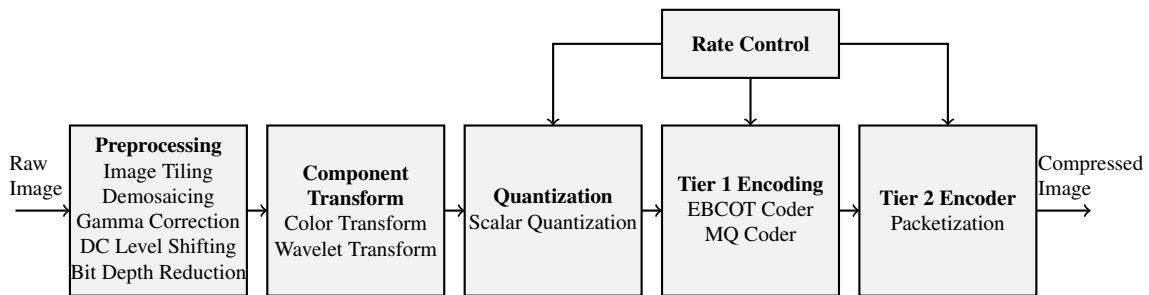 Rate Control
Raw
Image
Preprocessing
Image Tiling
Demosaicing
Gamma Correction
DC Level Shifting
Bit Depth Reduction
Component
Transform
Color Transform
Wavelet Transform
Quantization
Scalar Quantization
Tier 1 Encoding
EBCOT Coder
MQ Coder
Tier 2 Encoder
Packetization
Compressed
Image